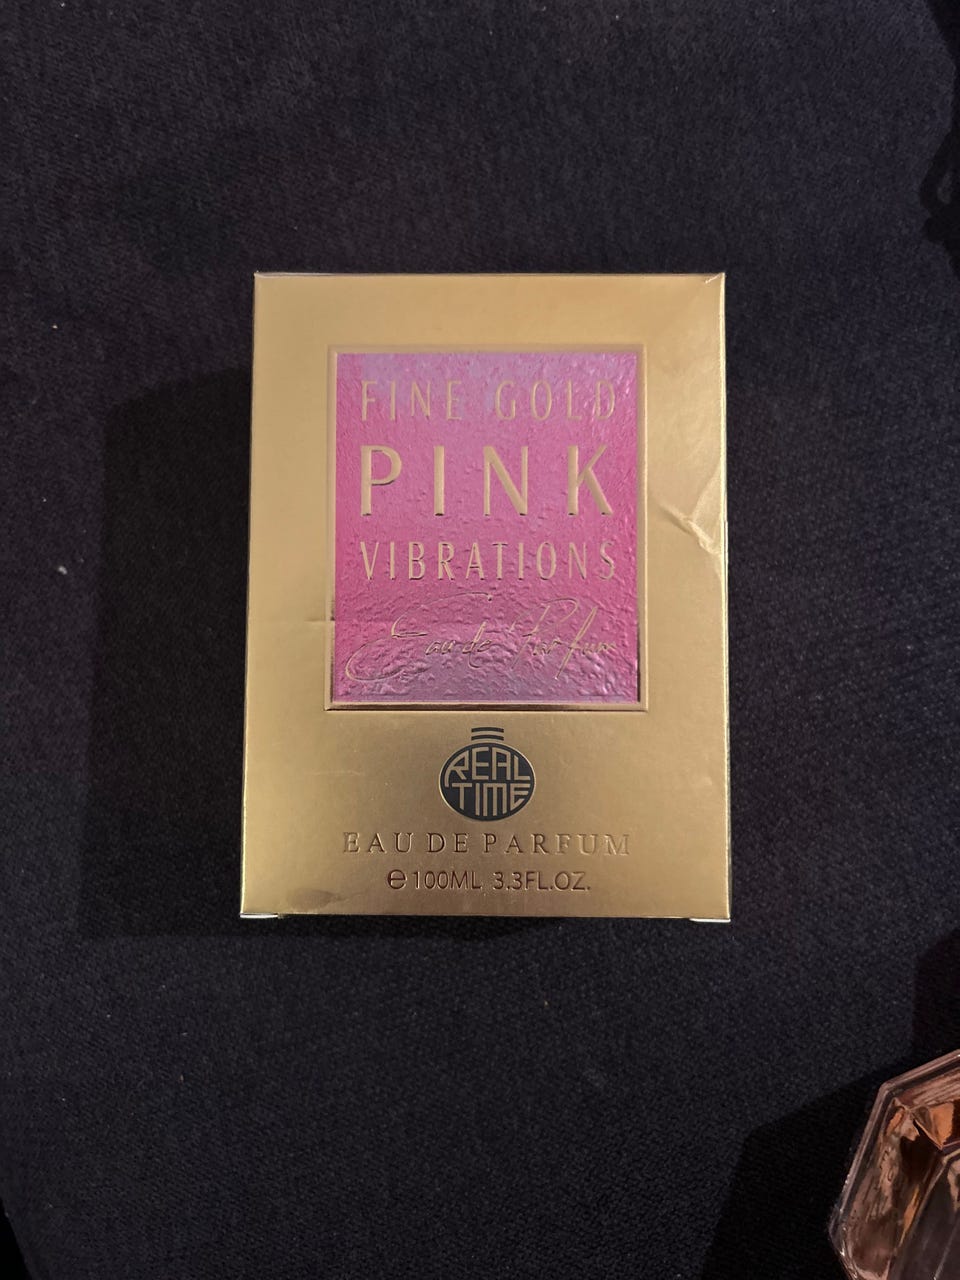 FINE GOLD
PINK
VIBRATIONS
Eau de Parfum
REAL
TIME
EAU DE PARFUM
℮100ML 3.3FL.OZ.